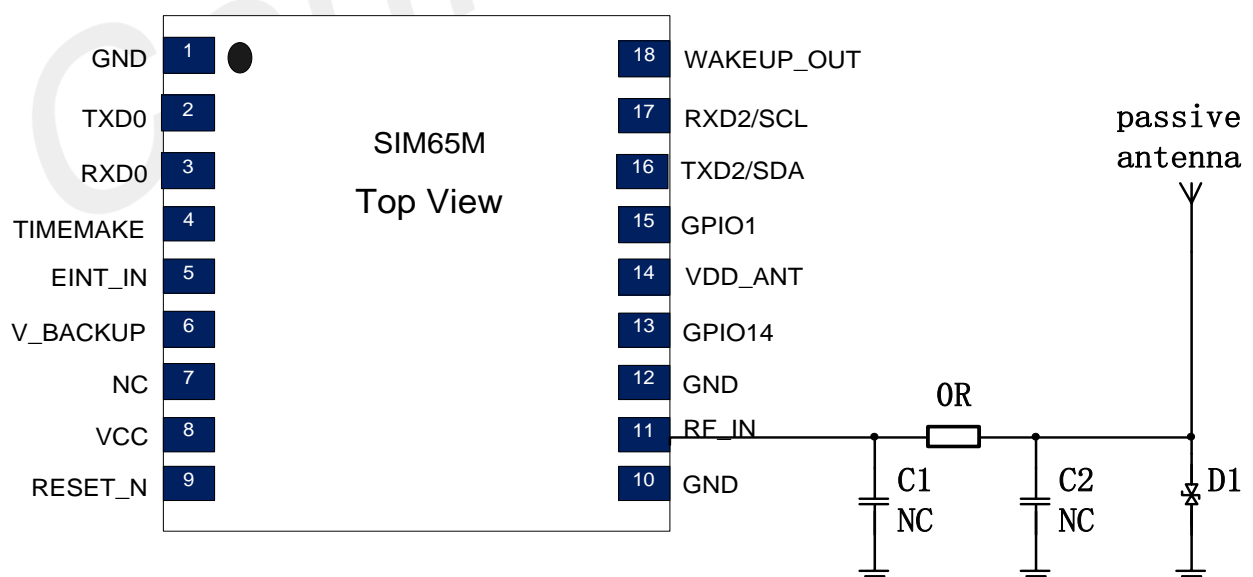 GND 1
TXD0 2
RXD0 3
TIMEMAKE 4
EINT_IN 5
V_BACKUP 6
NC 7
VCC 8
RESET_N 9
SIM65M
Top View
18 WAKEUP_OUT
17 RXD2/SCL
16 TXD2/SDA
15 GPIO1
14 VDD_ANT
13 GPIO14
12 GND
11 RF_IN
10 GND
0R
C1
NC
C2
NC
D1
passive
antenna